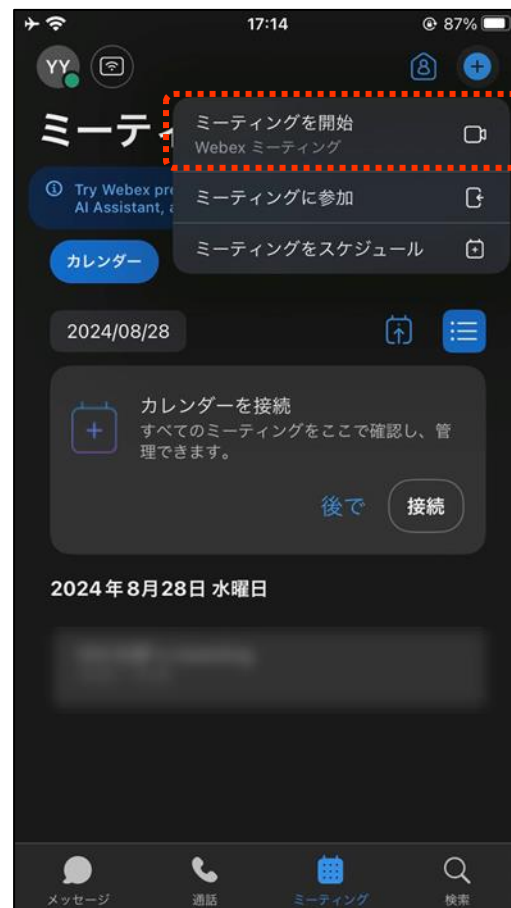 17:14
87%
YY
ミーティ
ミーティングを開始
Webex ミーティング
Try Webex pre
AI Assistant, a
ミーティングに参加
ミーティングをスケジュール
カレンダー
2024/08/28
カレンダーを接続
すべてのミーティングをここで確認し、管
理できます。
後で
接続
2024年8月28日 水曜日
メッセージ
通話
ミーティング
検索